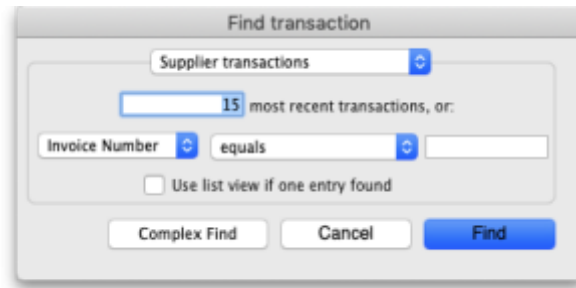 Find transaction
Supplier transactions
15 most recent transactions, or:
Invoice Number equals
Use list view if one entry found
Complex Find Cancel Find